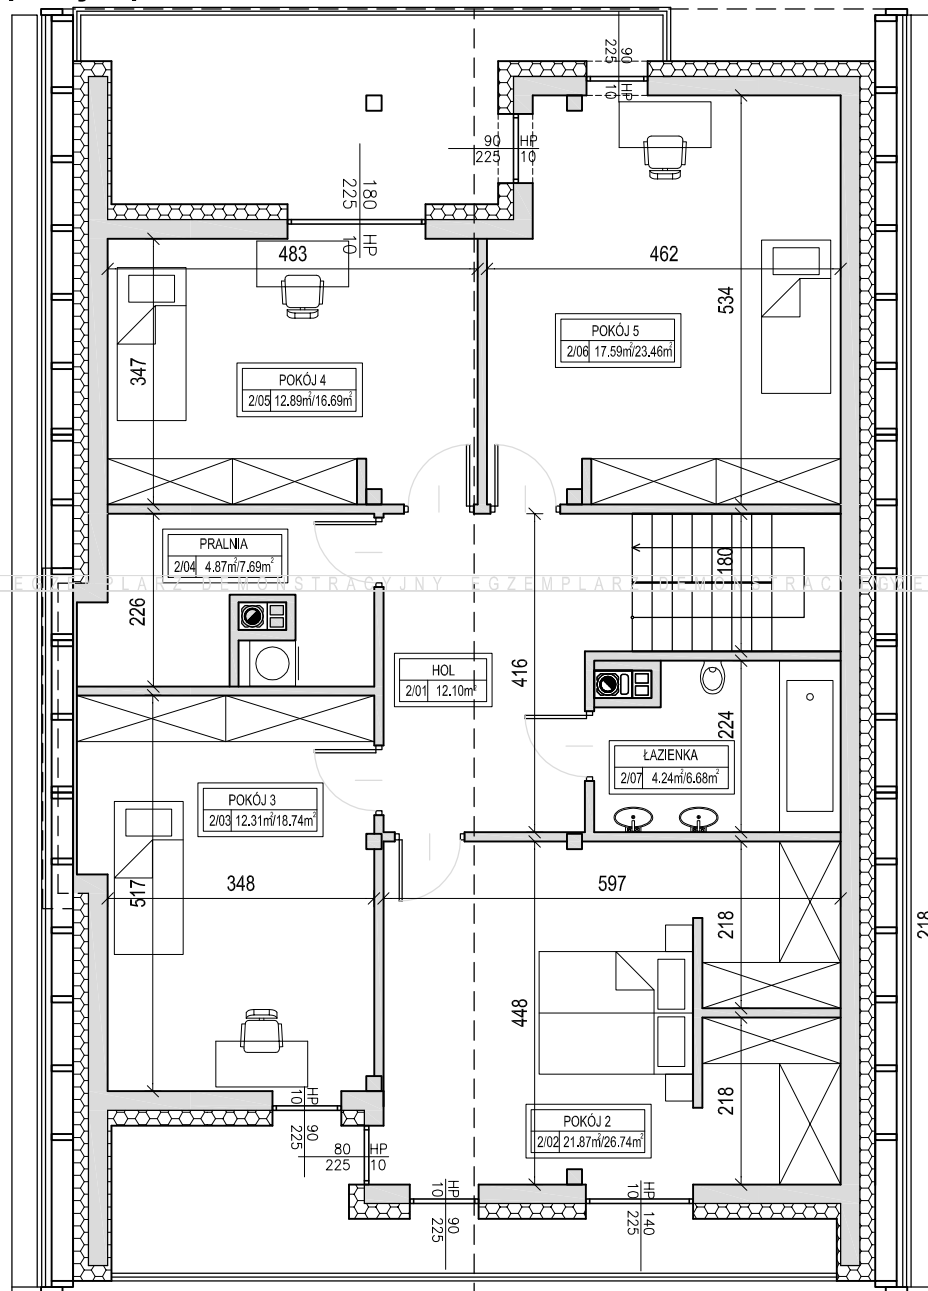 90
225
HP
10
90
225
HP
10
180
225
HP
10
483
462
534
347
POKÓJ 5
2/06 17.59m²/23.46m²
POKÓJ 4
2/05 12.89m²/16.69m²
PRALNIA
2/04 4.87m²/7.69m²
180
EGZEMPLARZ DEMONSTRACYJNY
EGZEMPLARZ DEMONSTRAC
226
HOL
2/01 12.10m²
416
224
ŁAZIENKA
2/07 4.24m²/6.68m²
POKÓJ 3
2/03 12.31m²/18.74m²
517
348
597
218
218
448
218
POKÓJ 2
2/02 21.87m²/26.74m²
HP
10
90
225
80
225
HP
10
HP
10
90
225
HP
10
140
225